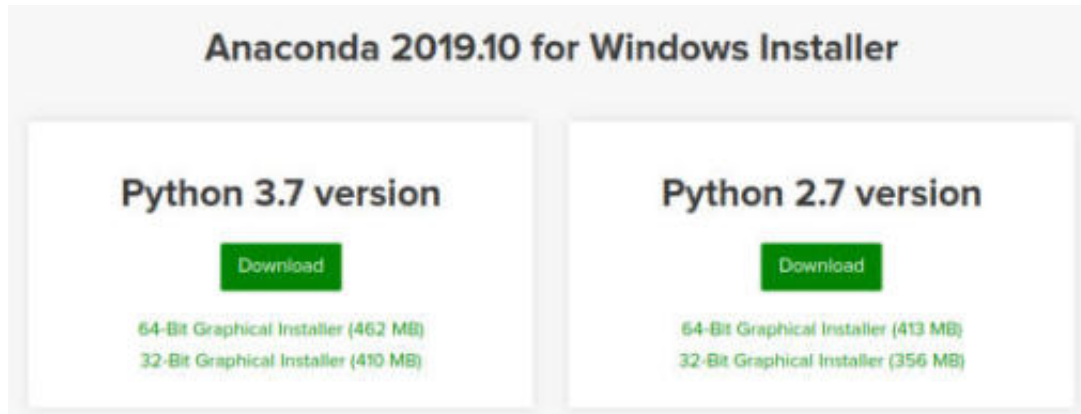 Anaconda 2019.10 for Windows Installer
Python 3.7 version
Download
64-Bit Graphical Installer (462 MB)
32-Bit Graphical Installer (410 MB)
Python 2.7 version
Download
64-Bit Graphical Installer (413 MB)
32-Bit Graphical Installer (356 MB)